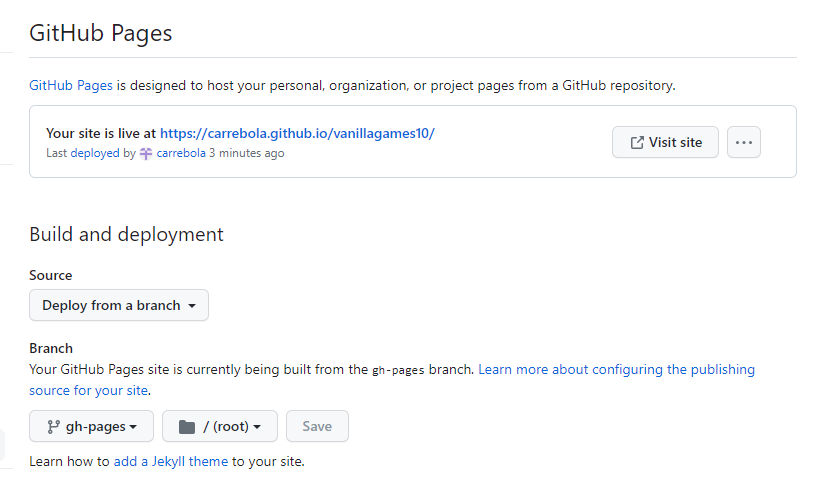 GitHub Pages
GitHub Pages is designed to host your personal, organization, or project pages from a GitHub repository.
Your site is live at https://carrebola.github.io/vanillagames10/
Last deployed by carrebola 3 minutes ago
Visit site
Build and deployment
Source
Deploy from a branch
Branch
Your GitHub Pages site is currently being built from the gh-pages branch. Learn more about configuring the publishing
source for your site.
gh-pages
/ (root)
Save
Learn how to add a Jekyll theme to your site.